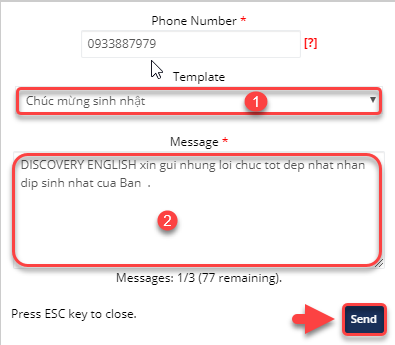 Phone Number *
0933887979 [?]
Template
Chúc mừng sinh nhật 1
Message *
DISCOVERY ENGLISH xin gui nhung loi chuc tot dep nhat nhan
dip sinh nhat cua Ban .
2
Messages: 1/3 (77 remaining).
Press ESC key to close. Send